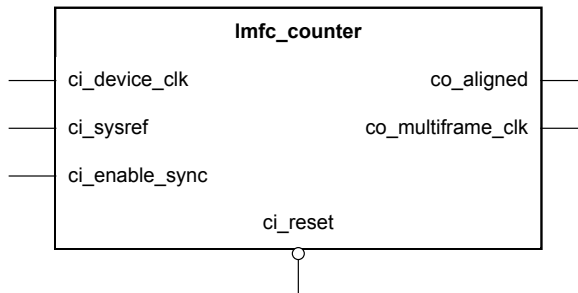 lmfc_counter
ci_device_clk
co_aligned
ci_sysref
co_multiframe_clk
ci_enable_sync
ci_reset